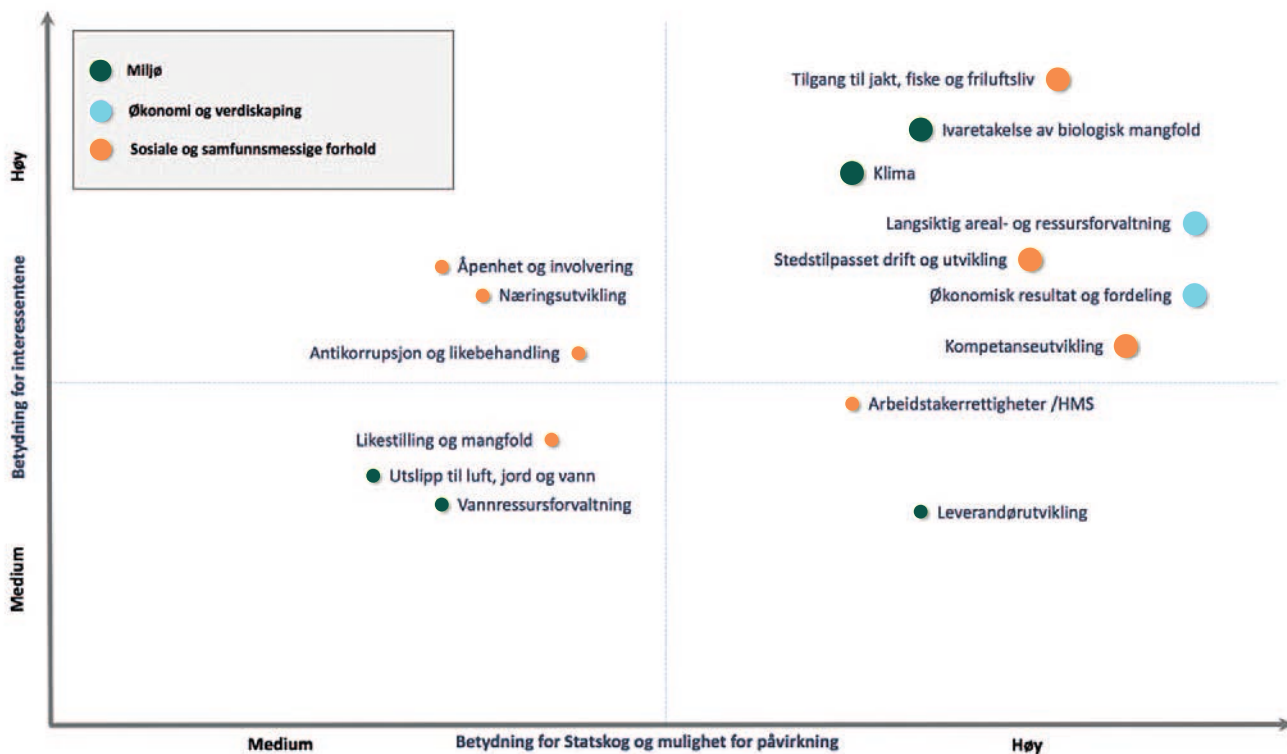 Miljø
Økonomi og verdiskaping
Sosiale og samfunnsmessige forhold
Tilgang til jakt, fiske og friluftsliv
Ivaretakelse av biologisk mangfold
Klima
Langsiktig areal- og ressursforvaltning
Stedstilpasset drift og utvikling
Økonomisk resultat og fordeling
Kompetanseutvikling
Åpenhet og involvering
Næringsutvikling
Antikorrupsjon og likebehandling
Arbeidstakerrettigheter /HMS
Likestilling og mangfold
Utslipp til luft, jord og vann
Vannressursforvaltning
Leverandørutvikling
Høy
Betydning for interessentene
Medium
Medium
Betydning for Statskog og mulighet for påvirkning
Høy